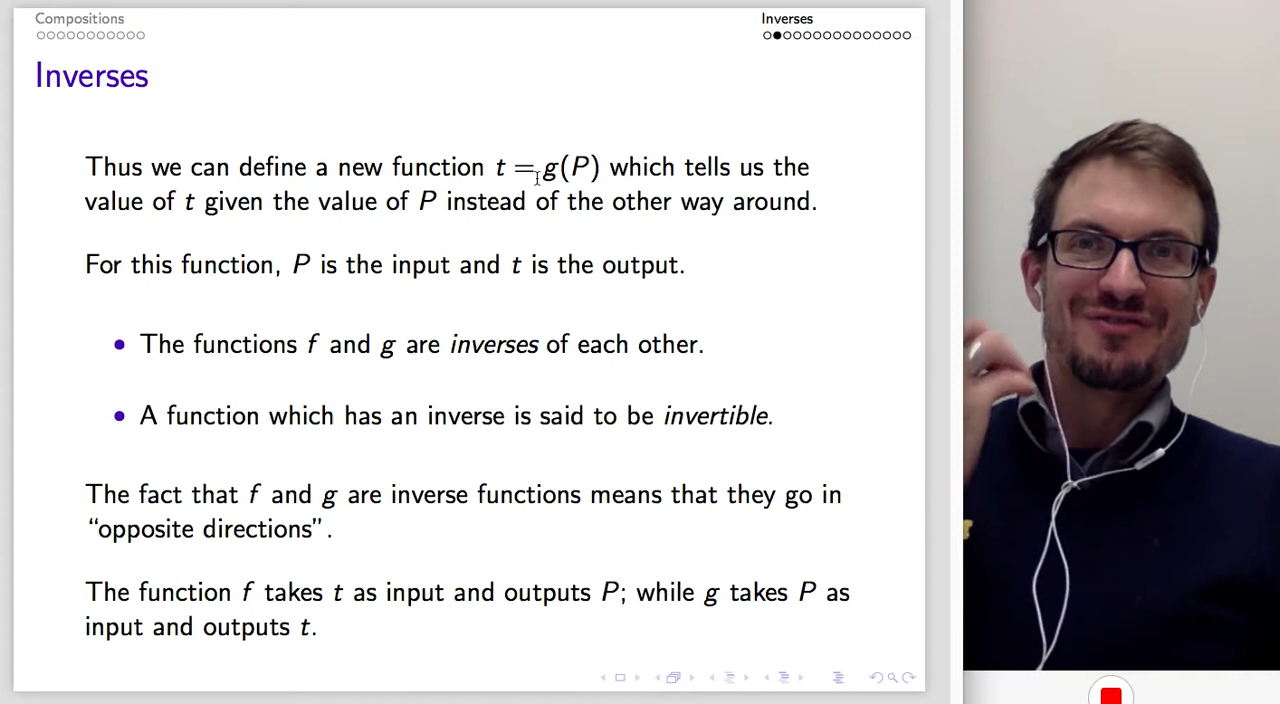 Compositions
Inverses
Inverses
Thus we can define a new function t = g(P) which tells us the
value of t given the value of P instead of the other way around.
For this function, P is the input and t is the output.
• The functions f and g are inverses of each other.
• A function which has an inverse is said to be invertible.
The fact that f and g are inverse functions means that they go in
“opposite directions”.
The function f takes t as input and outputs P; while g takes P as
input and outputs t.